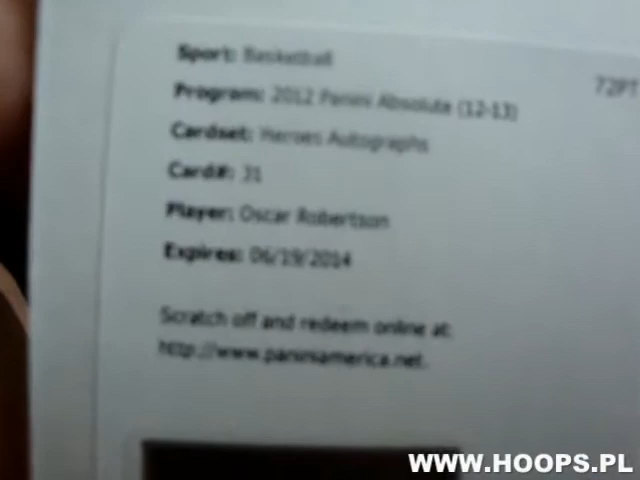 Sport: Basketball
72PT
Program: 2012 Panini Absolute (12-13)
Cardset: Heroes Autographs
Card#: 31
Player: Oscar Robertson
Expires: 06/19/2014
Scratch off and redeem online at:
http://www.paniniamerica.net.
WWW.HOOPS.PL